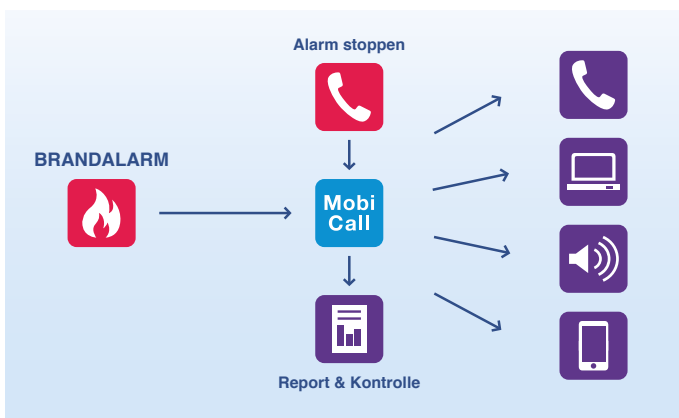 Alarm stoppen
BRANDALARM
Mobi
Call
Report & Kontrolle